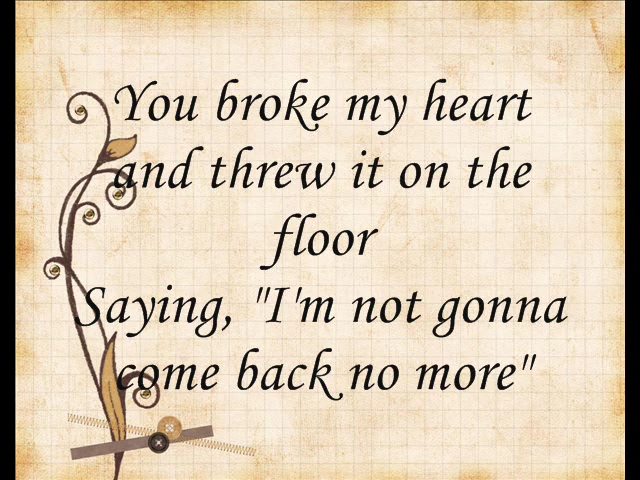 You broke my heart
and threw it on the
floor
Saying, "I'm not gonna
come back no more"